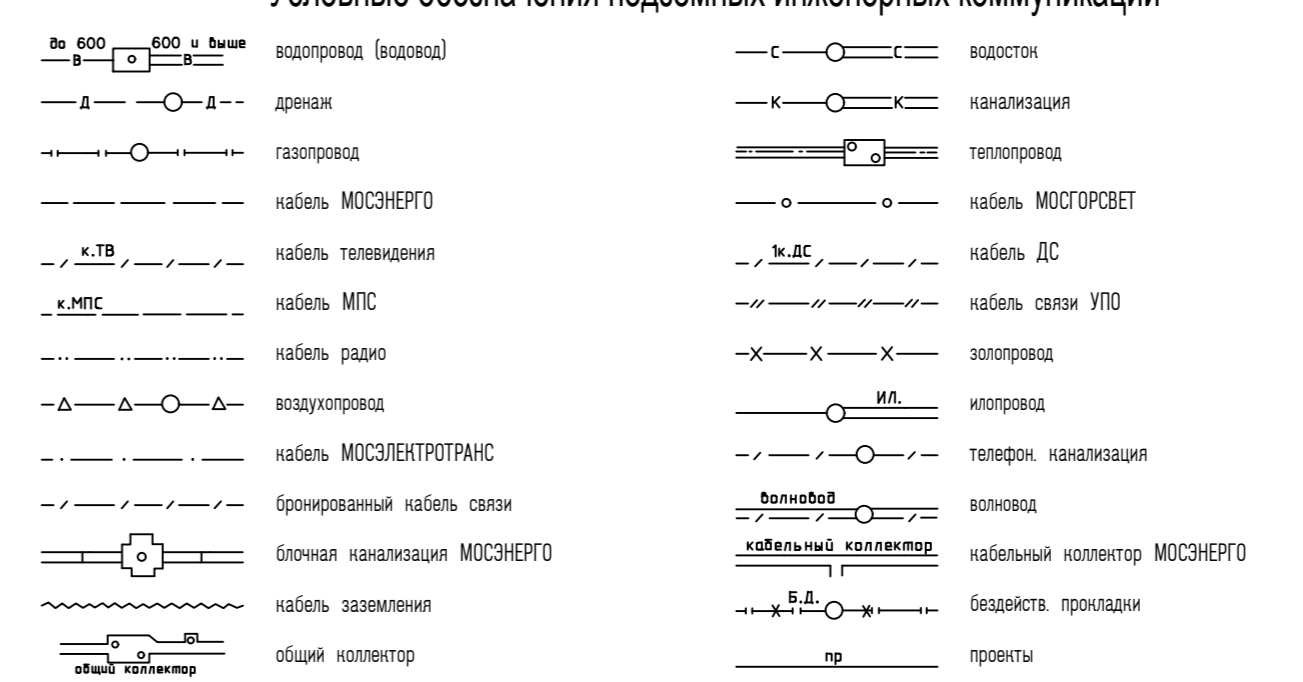 Условные обозначения подземных инженерных коммуникаций
до 600 600 и выше
В В
водопровод (водовод)
Д Д
дренаж
газопровод
кабель МОСЭНЕРГО
к.ТВ
кабель телевидения
к.МПС
кабель МПС
кабель радио
воздухопровод
кабель МОСЭЛЕКТРОТРАНС
бронированный кабель связи
блочная канализация МОСЭНЕРГО
кабель заземления
общий коллектор
общий коллектор
С С
водосток
К К
канализация
теплопровод
кабель МОСГОРСВЕТ
1к.ДС
кабель ДС
кабель связи УПО
золопровод
ИЛ.
илопровод
телефон. канализация
волновод
волновод
кабельный коллектор
кабельный коллектор МОСЭНЕРГО
Б.Д.
бездейств. прокладки
пр
проекты